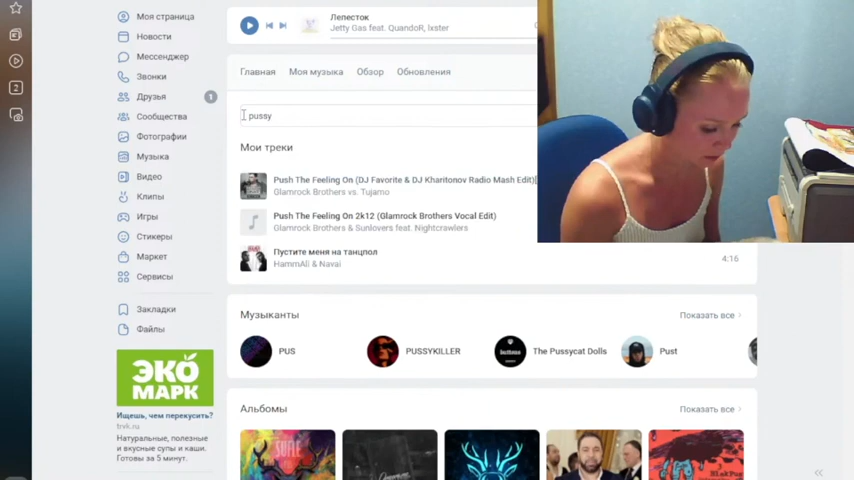 Моя страница
Новости
Мессенджер
Звонки
Друзья
1
Сообщества
Фотографии
Музыка
Видео
Клипы
Игры
Стикеры
Маркет
Сервисы
Закладки
Файлы
ЭКО
МАРК
Ищешь, чем перекусить?
trvk.ru
Натуральные, полезные
и вкусные супы и каши.
Готовы за 5 минут.
2
Лепесток
Jetty Gas feat. QuandoR, lxster
Главная Моя музыка Обзор Обновления
pussy
Мои треки
Push The Feeling On (DJ Favorite & DJ Kharitonov Radio Mash Edit)[
Glamrock Brothers vs. Tujamo
Push The Feeling On 2k12 (Glamrock Brothers Vocal Edit)
Glamrock Brothers & Sunlovers feat. Nightcrawlers
Пустите меня на танцпол
HammAli & Navai
4:16
Музыканты Показать все
PUS PUSSYKILLER The Pussycat Dolls Pust
Альбомы Показать все